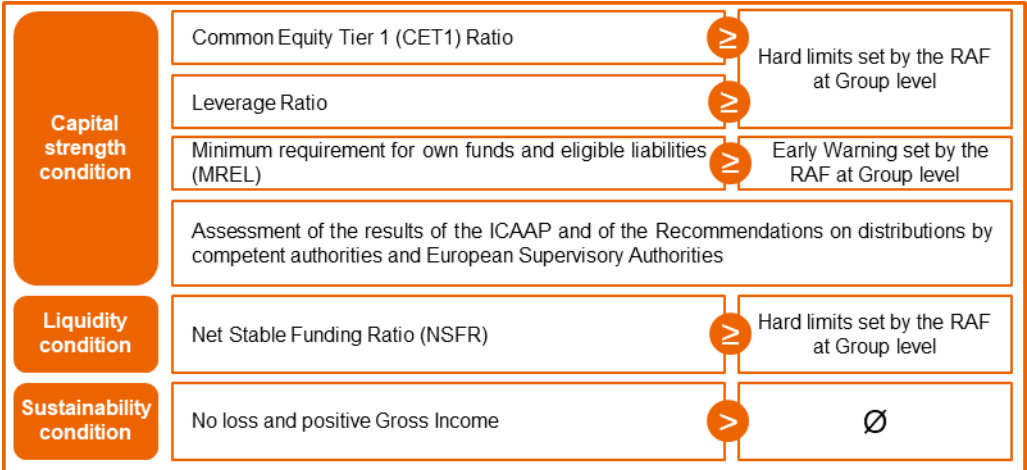 Capital
strength
condition
Common Equity Tier 1 (CET1) Ratio
≥
Leverage Ratio
≥
Hard limits set by the RAF
at Group level
Minimum requirement for own funds and eligible liabilities
(MREL)
≥
Early Warning set by the
RAF at Group level
Assessment of the results of the ICAAP and of the Recommendations on distributions by
competent authorities and European Supervisory Authorities
Liquidity
condition
Net Stable Funding Ratio (NSFR)
≥
Hard limits set by the RAF
at Group level
Sustainability
condition
No loss and positive Gross Income
>
Ø